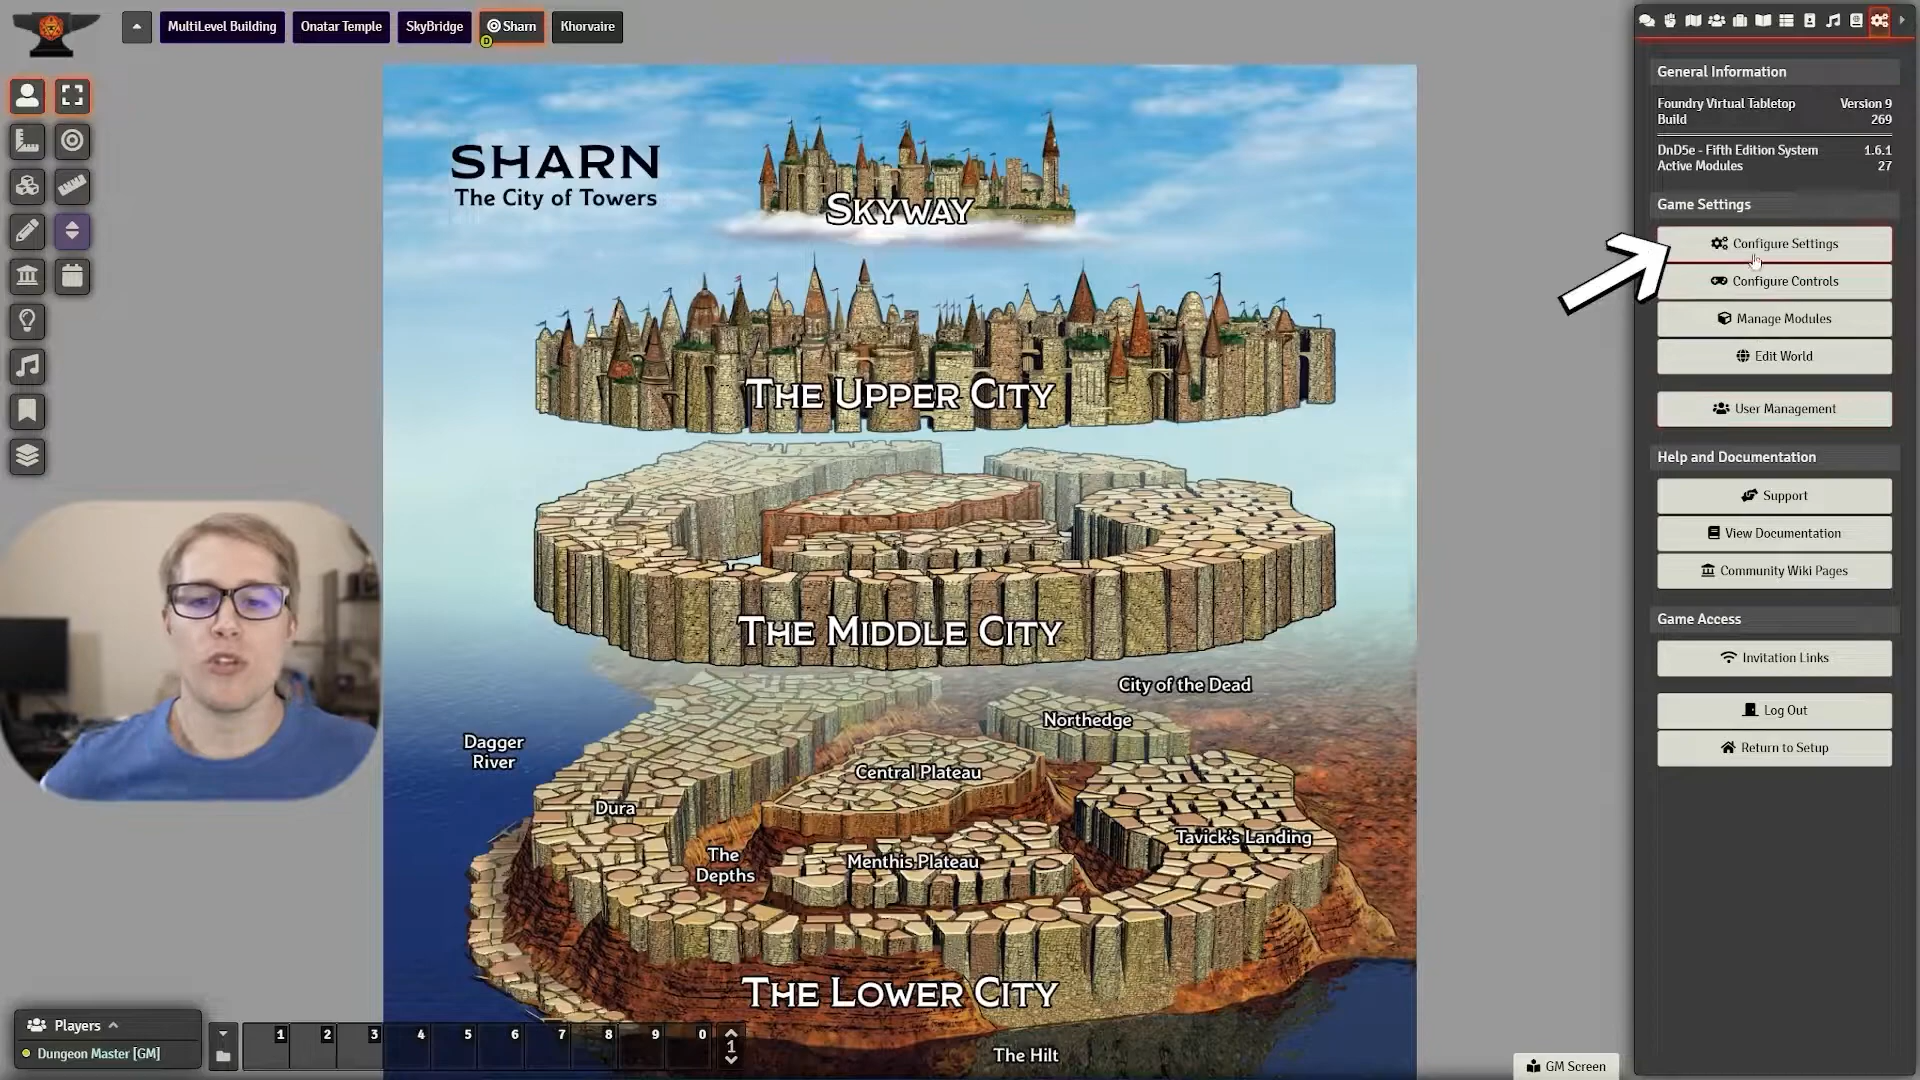 MultiLevel Building
Onatar Temple
SkyBridge
Sharn
D
Khorvaire
SHARN
The City of Towers
SKYWAY
THE UPPER CITY
THE MIDDLE CITY
City of the Dead
Northedge
Dagger
River
Central Plateau
Dura
Tavick's Landing
The
Depths
Menthis Plateau
THE LOWER CITY
The Hilt
General Information
Foundry Virtual Tabletop Version 9
Build 269
DnD5e - Fifth Edition System 1.6.1
Active Modules 27
Game Settings
Configure Settings
Configure Controls
Manage Modules
Edit World
User Management
Help and Documentation
Support
View Documentation
Community Wiki Pages
Game Access
Invitation Links
Log Out
Return to Setup
Players
Dungeon Master [GM]
1 2 3 4 5 6 7 8 9 0
1
GM Screen